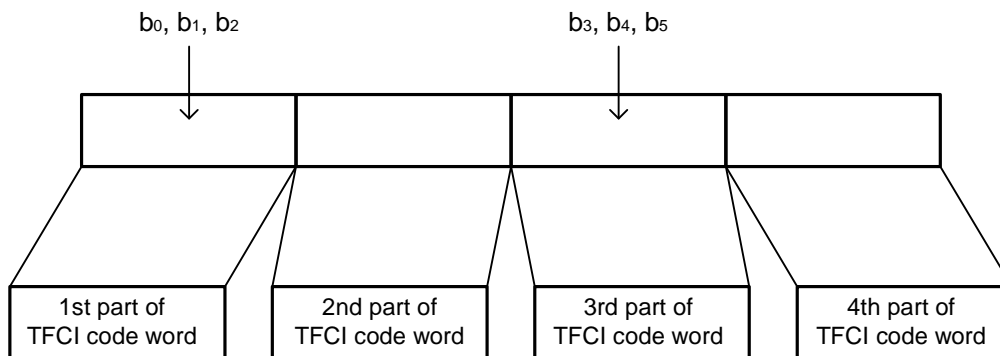 b0, b1, b2
b3, b4, b5
1st part of
TFCI code word
2nd part of
TFCI code word
3rd part of
TFCI code word
4th part of
TFCI code word